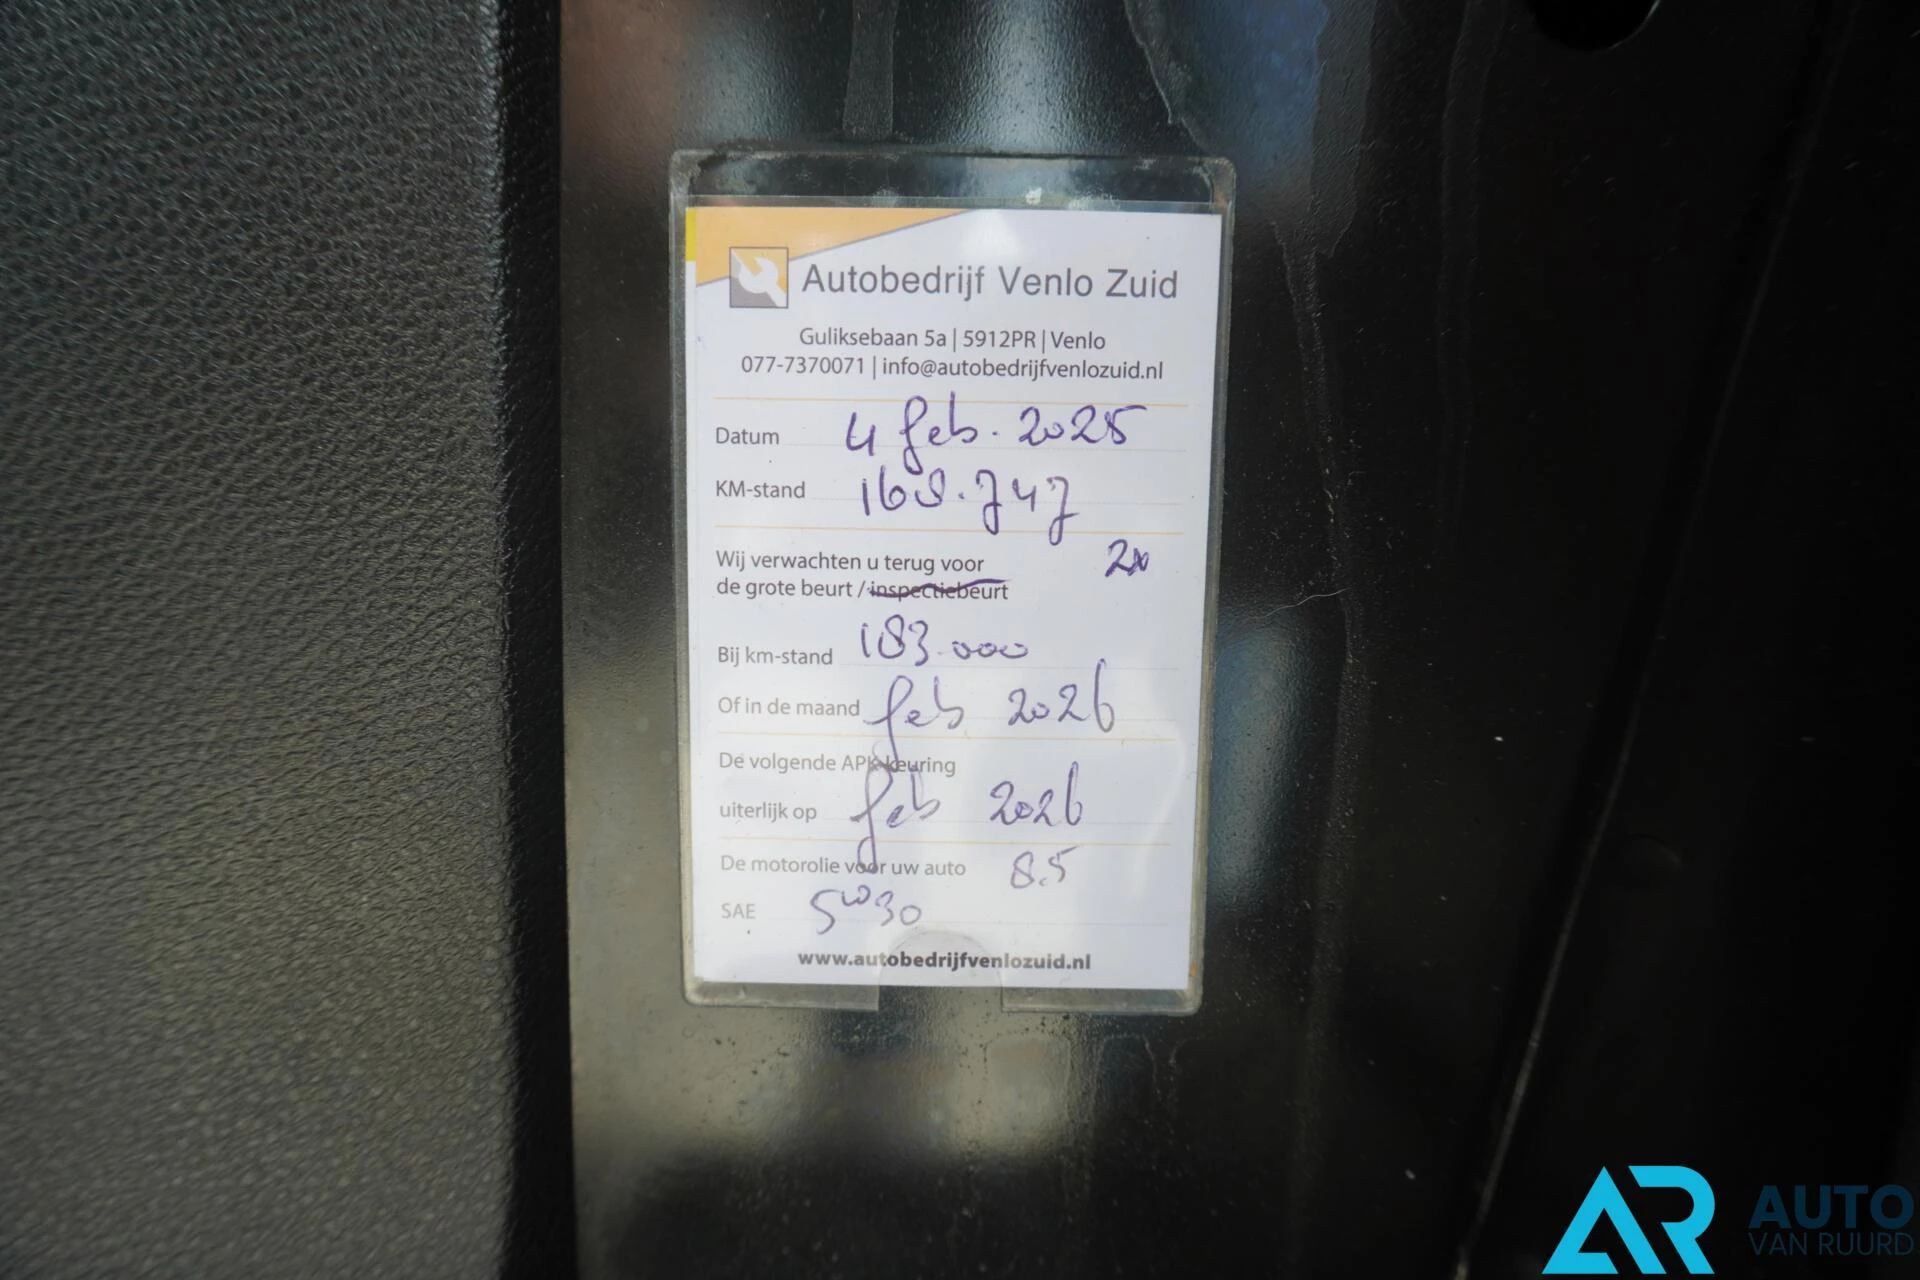 Autobedrijf Venlo Zuid
Guliksebaan 5a | 5912PR | Venlo
077-7370071 | info@autobedrijfvenlozuid.nl
Datum 4 feb. 2025
KM-stand 168.747
Wij verwachten u terug voor 2x
de grote beurt / inspectiebeurt
Bij km-stand 183.000
Of in de maand feb 2026
De volgende APK-keuring
uiterlijk op feb 2026
De motorolie voor uw auto 8.5
SAE 5w30
www.autobedrijfvenlozuid.nl
AR AUTO
VAN RUURD